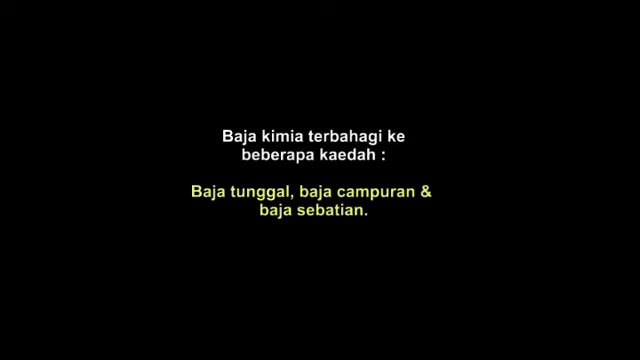 Baja kimia terbahagi ke
beberapa kaedah :
Baja tunggal, baja campuran &
baja sebatian.